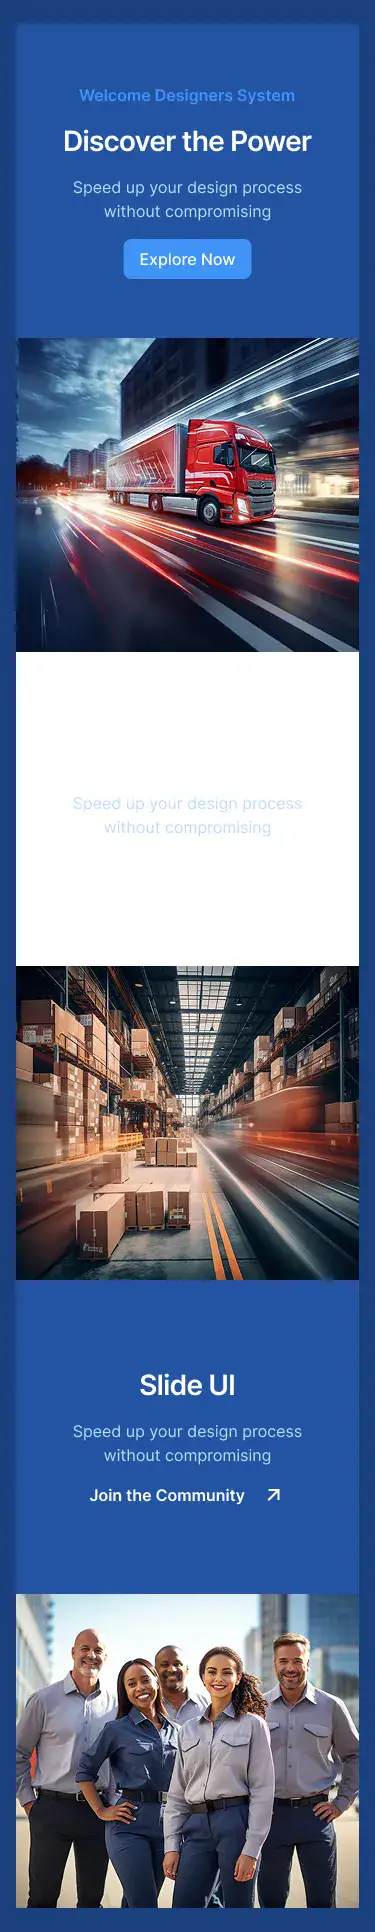 Welcome Designers System
Discover the Power
Speed up your design process
without compromising
Explore Now
Speed up your design process
without compromising
Slide UI
Speed up your design process
without compromising
Join the Community